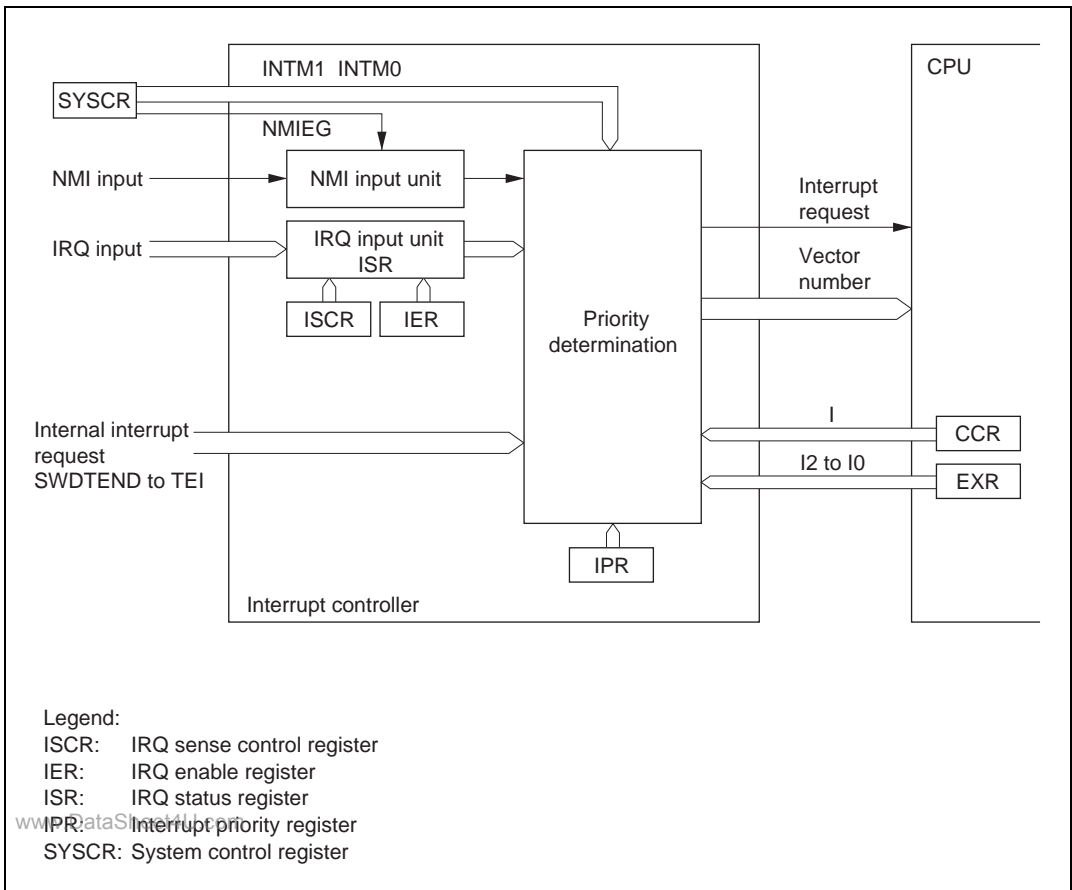 INTM1 INTM0
CPU
SYSCR
NMIEG
NMI input
NMI input unit
Interrupt
request
IRQ input
IRQ input unit
ISR
Vector
number
ISCR
IER
Priority
determination
Internal interrupt
request
SWDTEND to TEI
I
CCR
I2 to I0
EXR
IPR
Interrupt controller
Legend:
ISCR: IRQ sense control register
IER: IRQ enable register
ISR: IRQ status register
IPR: Interrupt priority register
www.DataSheet4U.com
SYSCR: System control register